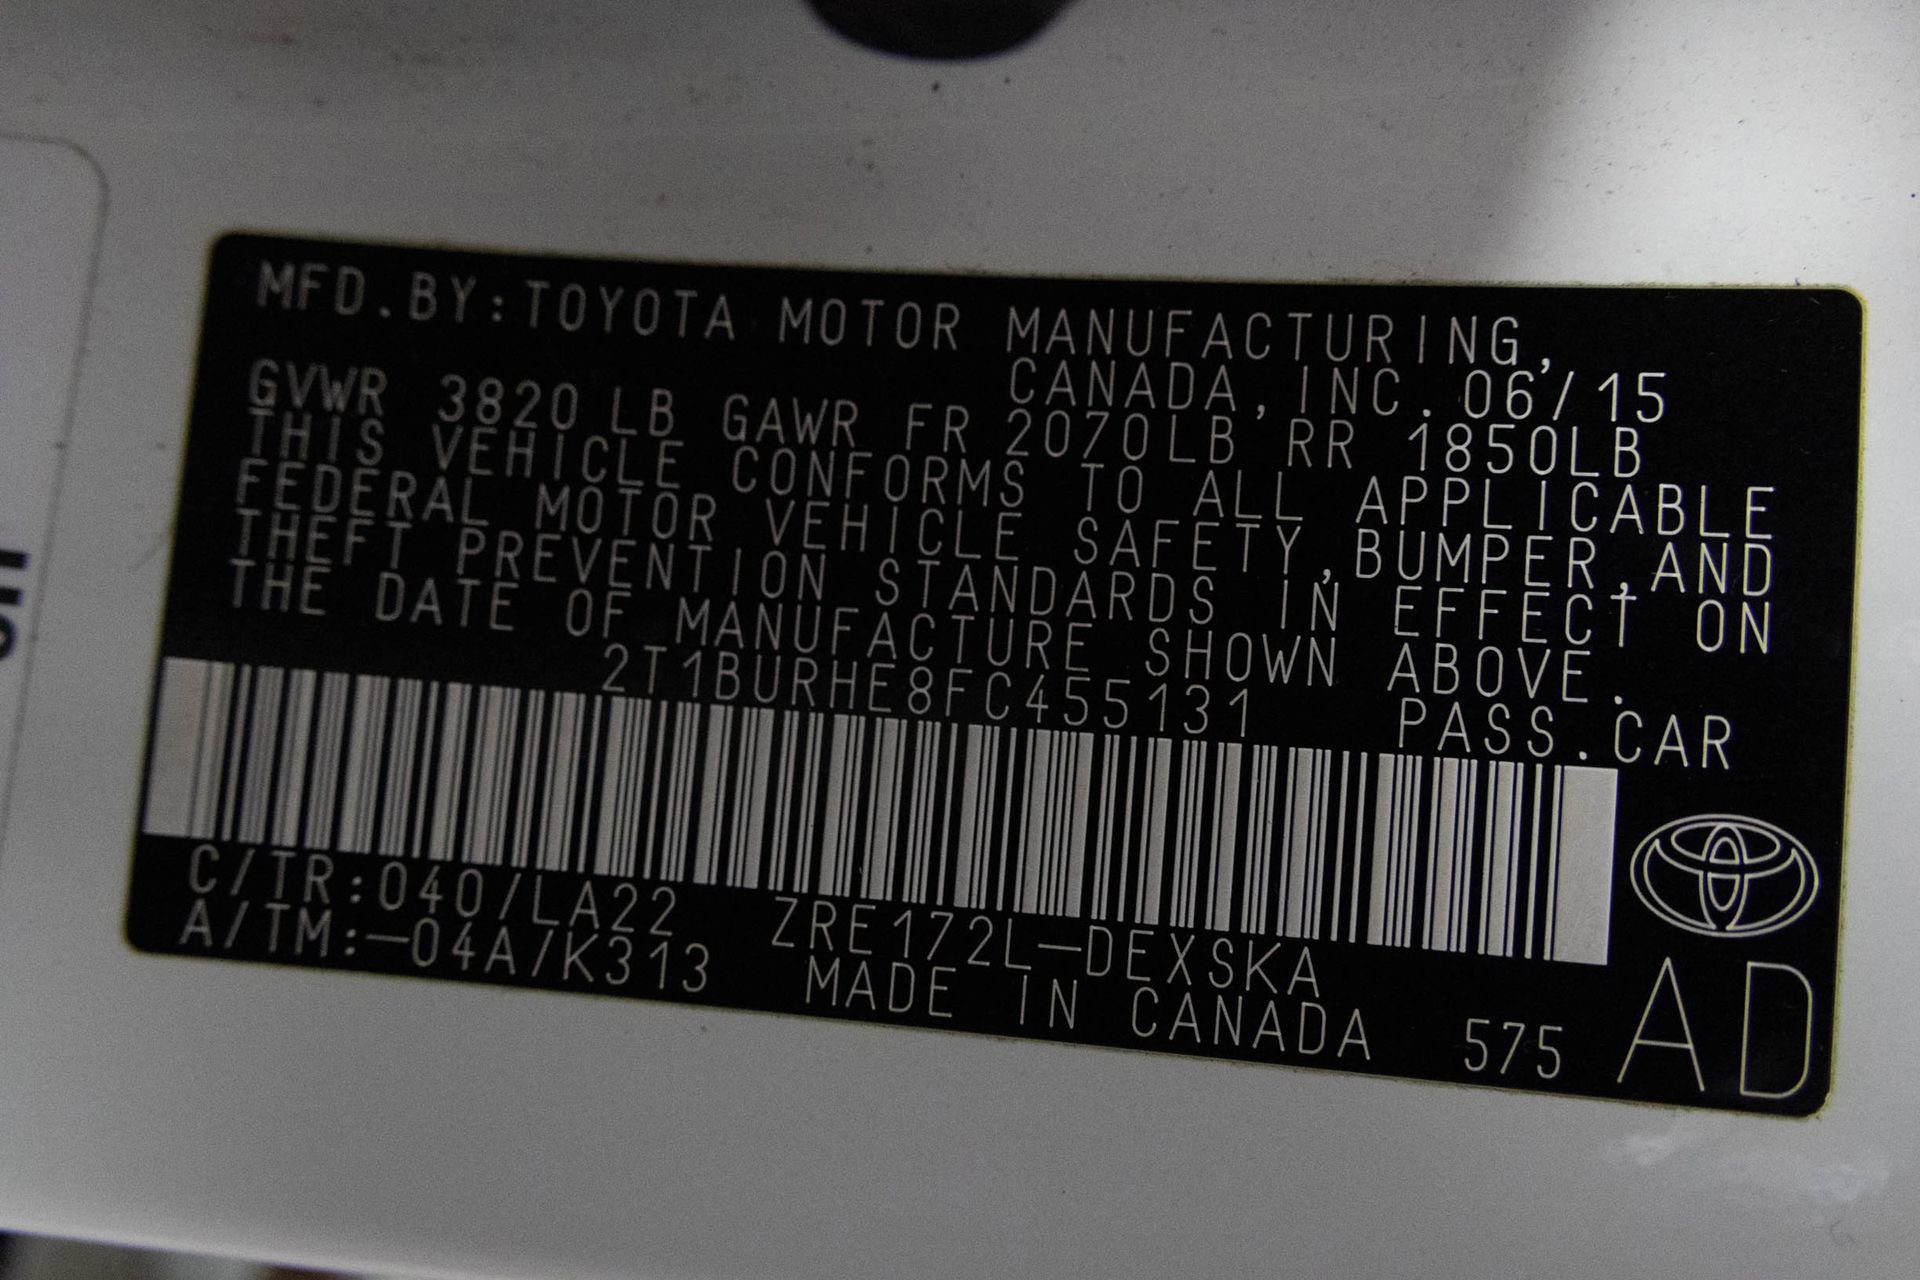 MFD.BY:TOYOTA MOTOR MANUFACTURING,
CANADA,INC.06/15
GVWR 3820 LB GAWR FR 2070LB RR 1850LB
THIS VEHICLE CONFORMS TO ALL APPLICABLE
FEDERAL MOTOR VEHICLE SAFETY,BUMPER,AND
THEFT PREVENTION STANDARDS IN EFFECT ON
THE DATE OF MANUFACTURE SHOWN ABOVE.
2T1BURHE8FC455131 PASS.CAR
C/TR:040/LA22 ZRE172L-DEXSKA
A/TM:-04A/K313 MADE IN CANADA 575
AD